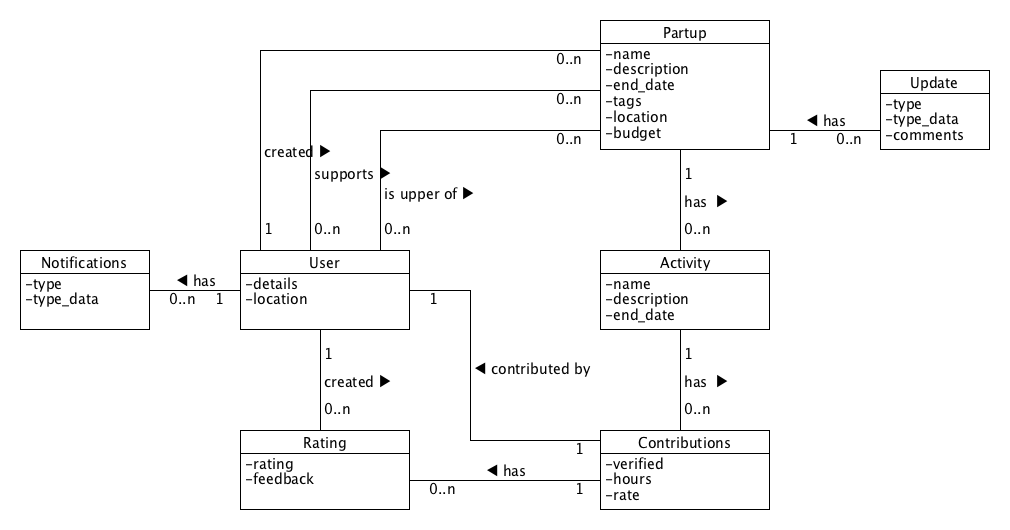 Partup
-name
-description
-end_date
-tags
-location
-budget
0..n
0..n
0..n
Update
-type
-type_data
-comments
◀ has
1 0..n
created ▶
supports ▶
is upper of ▶
1 0..n 0..n
1
has ▶
0..n
Notifications
-type
-type_data
◀ has
0..n 1
User
-details
-location
1
Activity
-name
-description
-end_date
1
created ▶
0..n
◀ contributed by
1
has ▶
0..n
Rating
-rating
-feedback
◀ has
0..n 1
1
Contributions
-verified
-hours
-rate